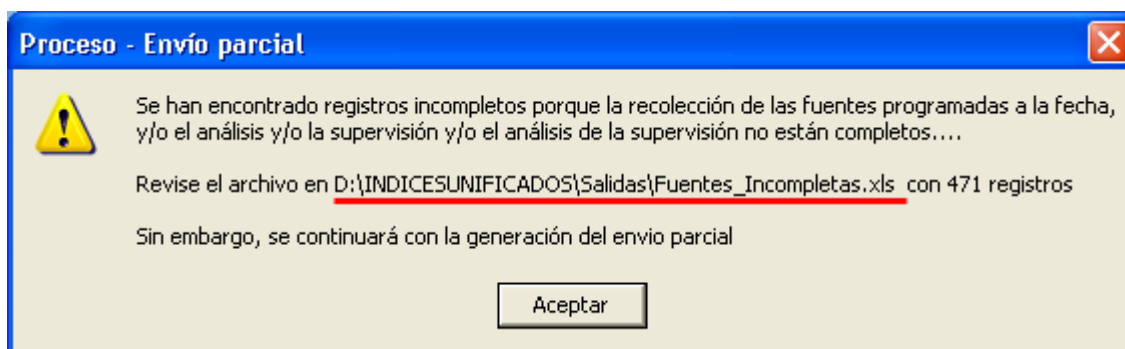 Proceso - Envío parcial
Se han encontrado registros incompletos porque la recolección de las fuentes programadas a la fecha,
y/o el análisis y/o la supervisión y/o el análisis de la supervisión no están completos....
Revise el archivo en D:\INDICESUNIFICADOS\Salidas\Fuentes_Incompletas.xls con 471 registros
Sin embargo, se continuará con la generación del envio parcial
Aceptar